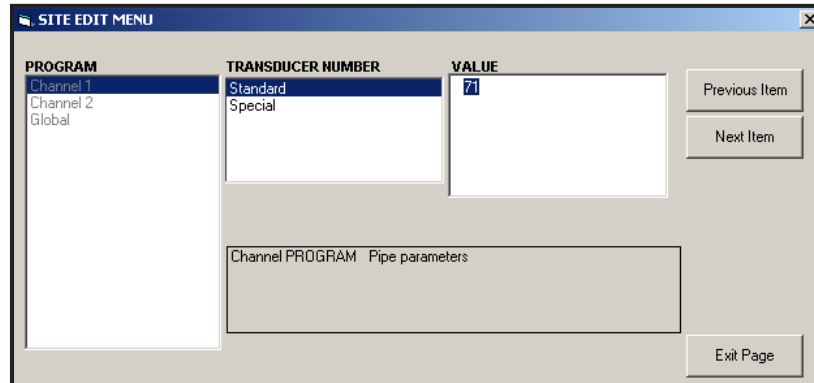 SITE EDIT MENU
PROGRAM
Channel 1
Channel 2
Global
TRANSDUCER NUMBER
Standard
Special
VALUE
71
Previous Item
Next Item
Channel PROGRAM Pipe parameters
Exit Page